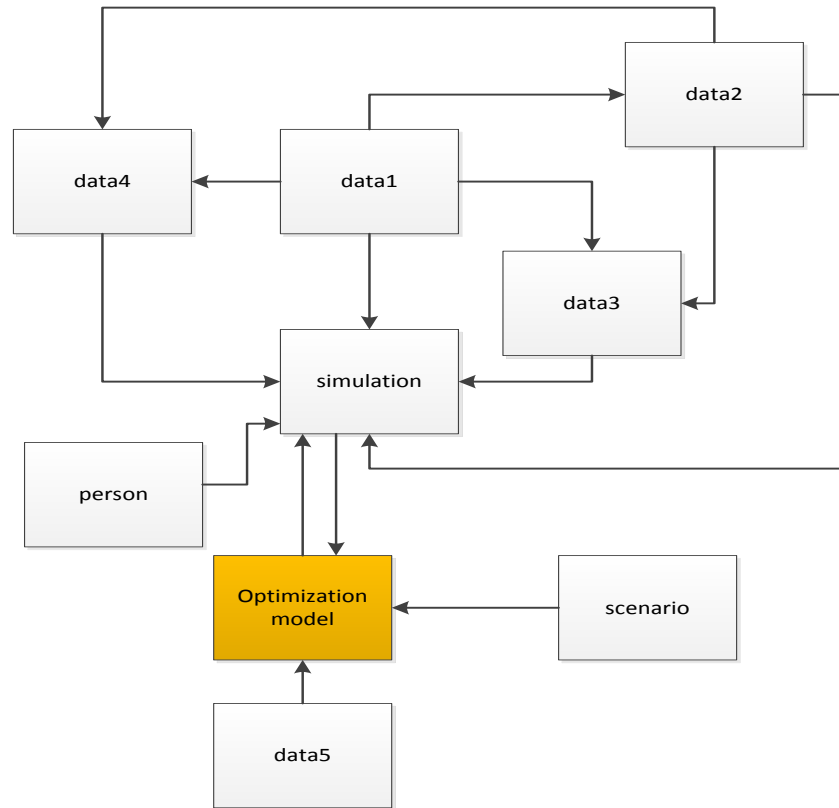 data2
data4
data1
data3
simulation
person
Optimization
model
scenario
data5